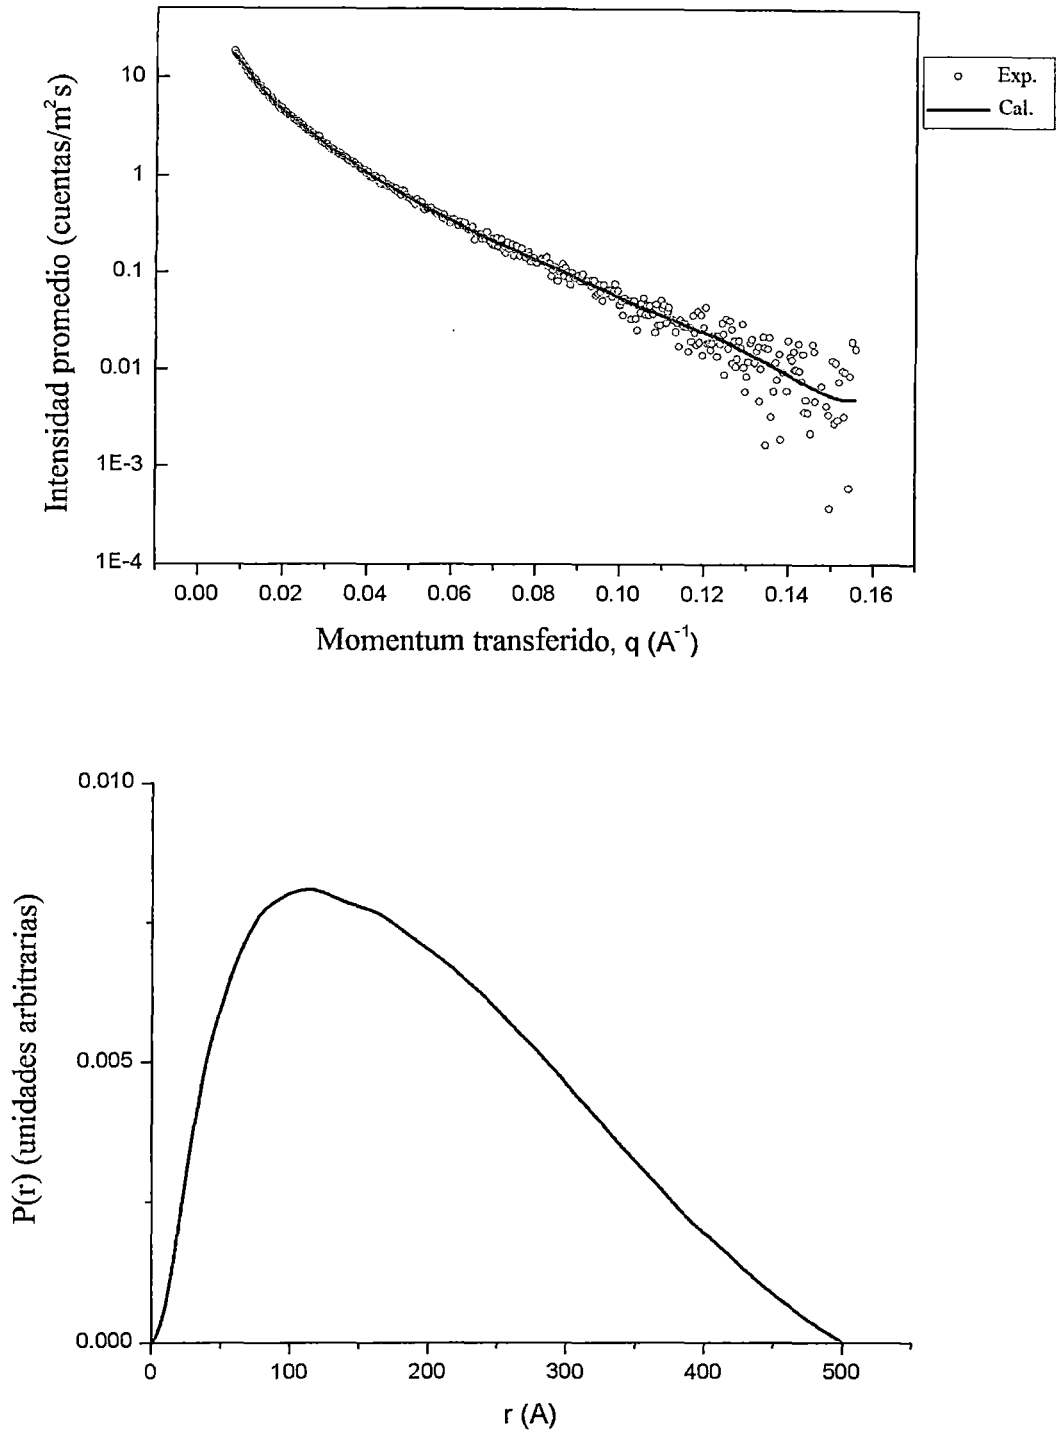 Intensidad promedio (cuentas/m²s)
10
1
0.1
0.01
1E-3
1E-4
Exp.
Cal.
0.00 0.02 0.04 0.06 0.08 0.10 0.12 0.14 0.16
Momentum transferido, q (A⁻¹)
P(r) (unidades arbitrarias)
0.010
0.005
0.000
0 100 200 300 400 500
r (A)